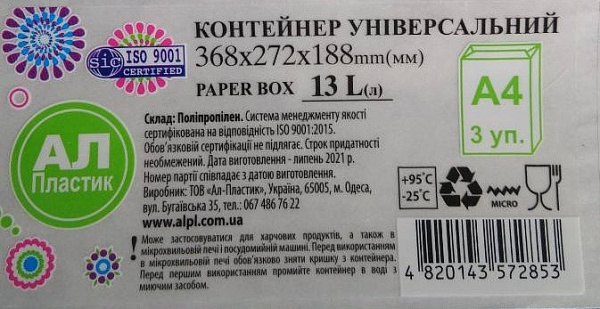 КОНТЕЙНЕР УНІВЕРСАЛЬНИЙ
368x272x188mm(мм)
PAPER BOX 13 L(л)
sic
ISO 9001
CERTIFIED
АЛ
Пластик
А4
3 уп.
Склад: Поліпропілен. Система менеджменту якості
сертифікована на відповідність ISO 9001:2015.
Обов'язковій сертифікації не підлягає. Строк придатності
необмежений. Дата виготовлення - липень 2021 р.
Номер партії співпадає з датою виготовлення.
Виробник: ТОВ «Ал-Пластик», Україна, 65005, м. Одеса,
вул. Бугаївська 35, тел.: 067 486 76 22
www.alpl.com.ua
+95°C
-25°C
MICRO
! Може застосовуватися для харчових продуктів, а також в
мікрохвильовій печі і посудомийній машині. Перед використанням
в мікрохвильовій печі обов'язково зняти кришку з контейнера.
Перед першим використанням промийте контейнер в воді з
миючим засобом.
4 820143 572853